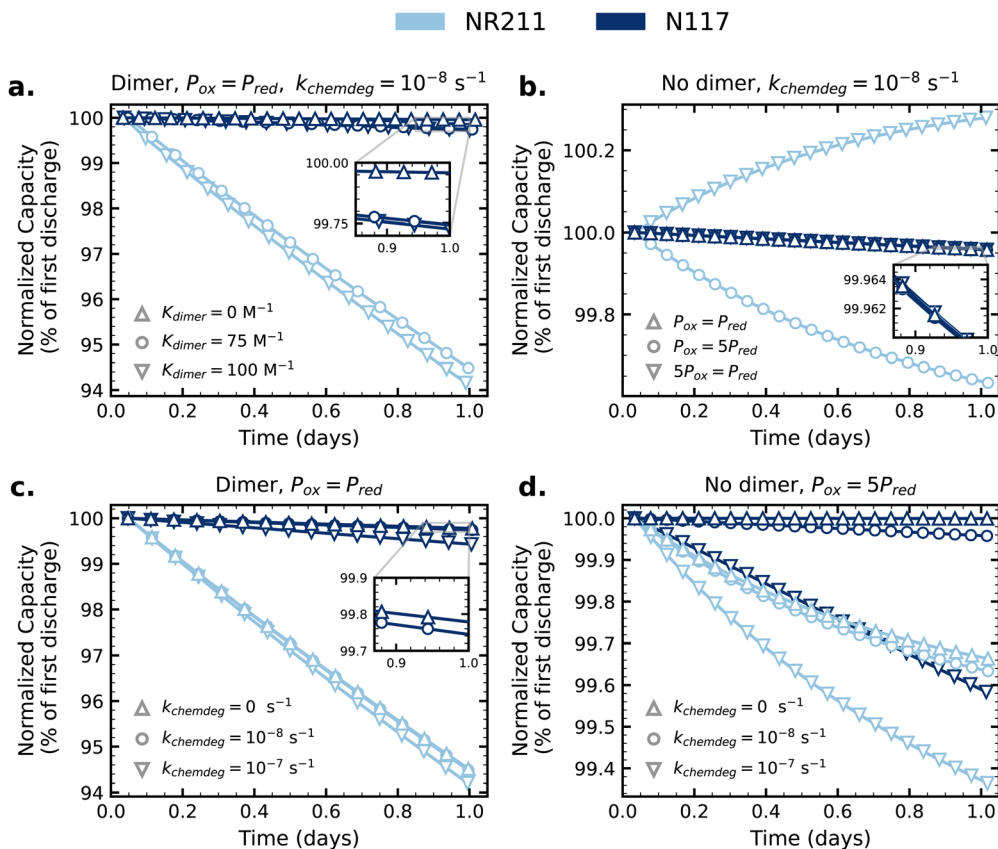 NR211 N117
a. Dimer, P_ox = P_red, k_chemdeg = 10⁻⁸ s⁻¹
Normalized Capacity
(% of first discharge)
100
99
98
97
96
95
94
100.00
99.75
0.9 1.0
K_dimer = 0 M⁻¹
K_dimer = 75 M⁻¹
K_dimer = 100 M⁻¹
0.0 0.2 0.4 0.6 0.8 1.0
Time (days)
b. No dimer, k_chemdeg = 10⁻⁸ s⁻¹
Normalized Capacity
(% of first discharge)
100.2
100.0
99.8
99.964
99.962
0.9 1.0
P_ox = P_red
P_ox = 5P_red
5P_ox = P_red
0.0 0.2 0.4 0.6 0.8 1.0
Time (days)
c. Dimer, P_ox = P_red
Normalized Capacity
(% of first discharge)
100
99
98
97
96
95
94
99.9
99.8
99.7
0.9 1.0
k_chemdeg = 0 s⁻¹
k_chemdeg = 10⁻⁸ s⁻¹
k_chemdeg = 10⁻⁷ s⁻¹
0.0 0.2 0.4 0.6 0.8 1.0
Time (days)
d. No dimer, P_ox = 5P_red
Normalized Capacity
(% of first discharge)
100.0
99.9
99.8
99.7
99.6
99.5
99.4
k_chemdeg = 0 s⁻¹
k_chemdeg = 10⁻⁸ s⁻¹
k_chemdeg = 10⁻⁷ s⁻¹
0.0 0.2 0.4 0.6 0.8 1.0
Time (days)